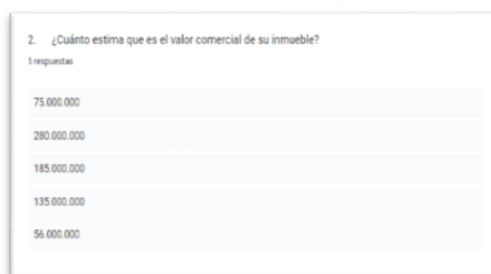 2. ¿Cuánto estima que es el valor comercial de su inmueble?
5 respuestas
75.000.000
280.000.000
185.000.000
135.000.000
56.000.000